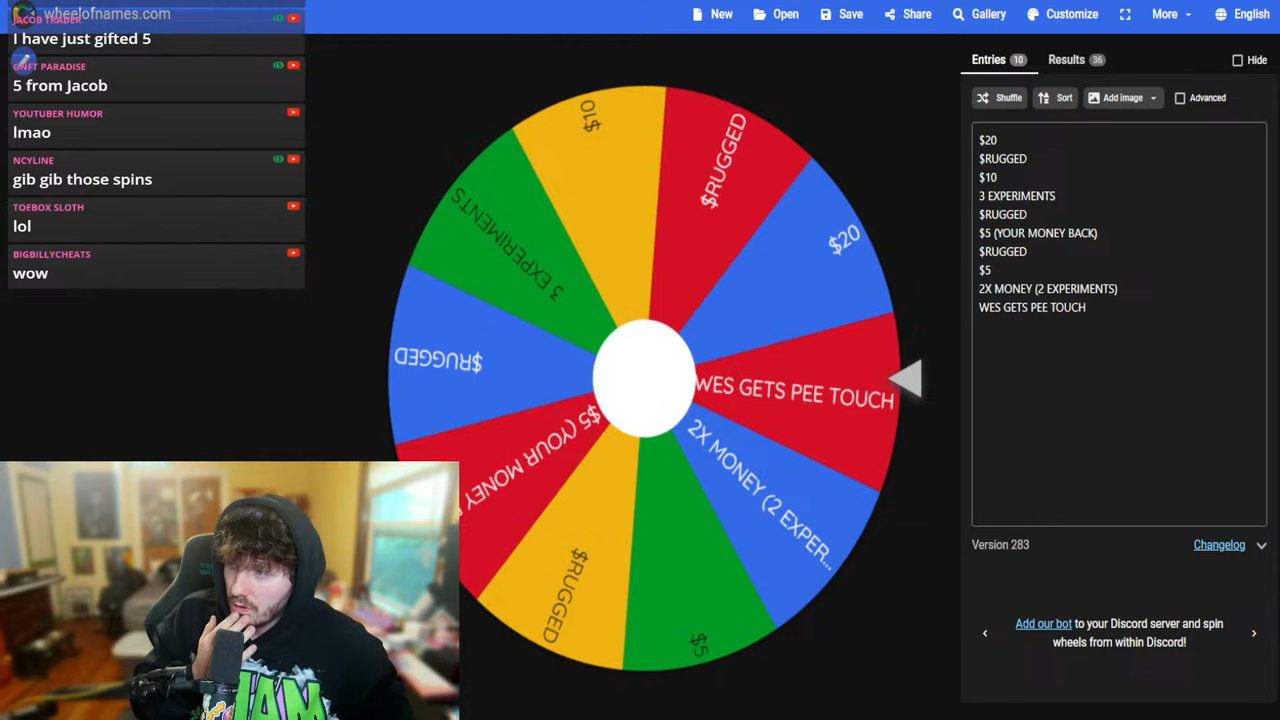 wheelofnames.com
New
Open
Save
Share
Gallery
Customize
More
English
JACOB TRADER
I have just gifted 5
GNFT PARADISE
5 from Jacob
YOUTUBER HUMOR
lmao
NCYLINE
gib gib those spins
TOEBOX SLOTH
lol
BIGBILLYCHEATS
wow
$10
$RUGGED
$20
WES GETS PEE TOUCH
2X MONEY (2 EXPER...
$5
$RUGGED
$5 (YOUR MONEY
$RUGGED
3 EXPERIMENTS
Entries 10
Results 36
Hide
Shuffle
Sort
Add image
Advanced
$20
$RUGGED
$10
3 EXPERIMENTS
$RUGGED
$5 (YOUR MONEY BACK)
$RUGGED
$5
2X MONEY (2 EXPERIMENTS)
WES GETS PEE TOUCH
Version 283
Changelog
Add our bot to your Discord server and spin
wheels from within Discord!
JAM